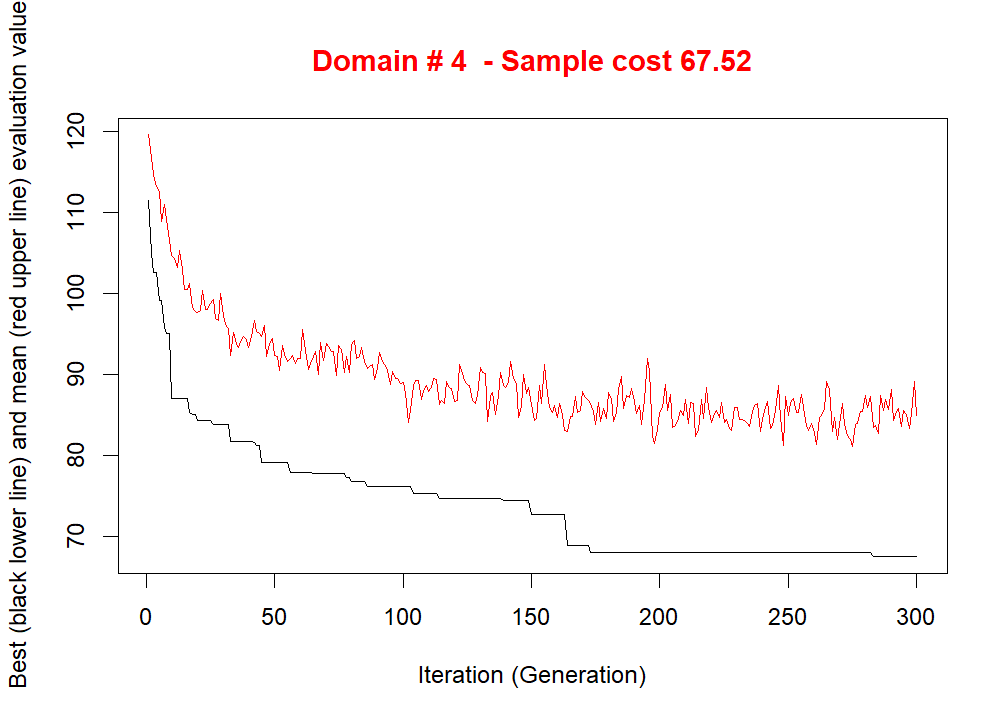 Domain # 4 - Sample cost 67.52
Best (black lower line) and mean (red upper line) evaluation value
120
110
100
90
80
70
0 50 100 150 200 250 300
Iteration (Generation)